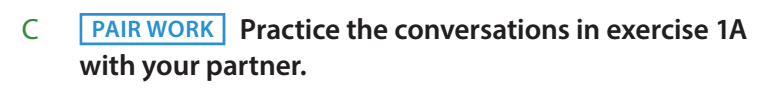 C PAIR WORK Practice the conversations in exercise 1A
with your partner.